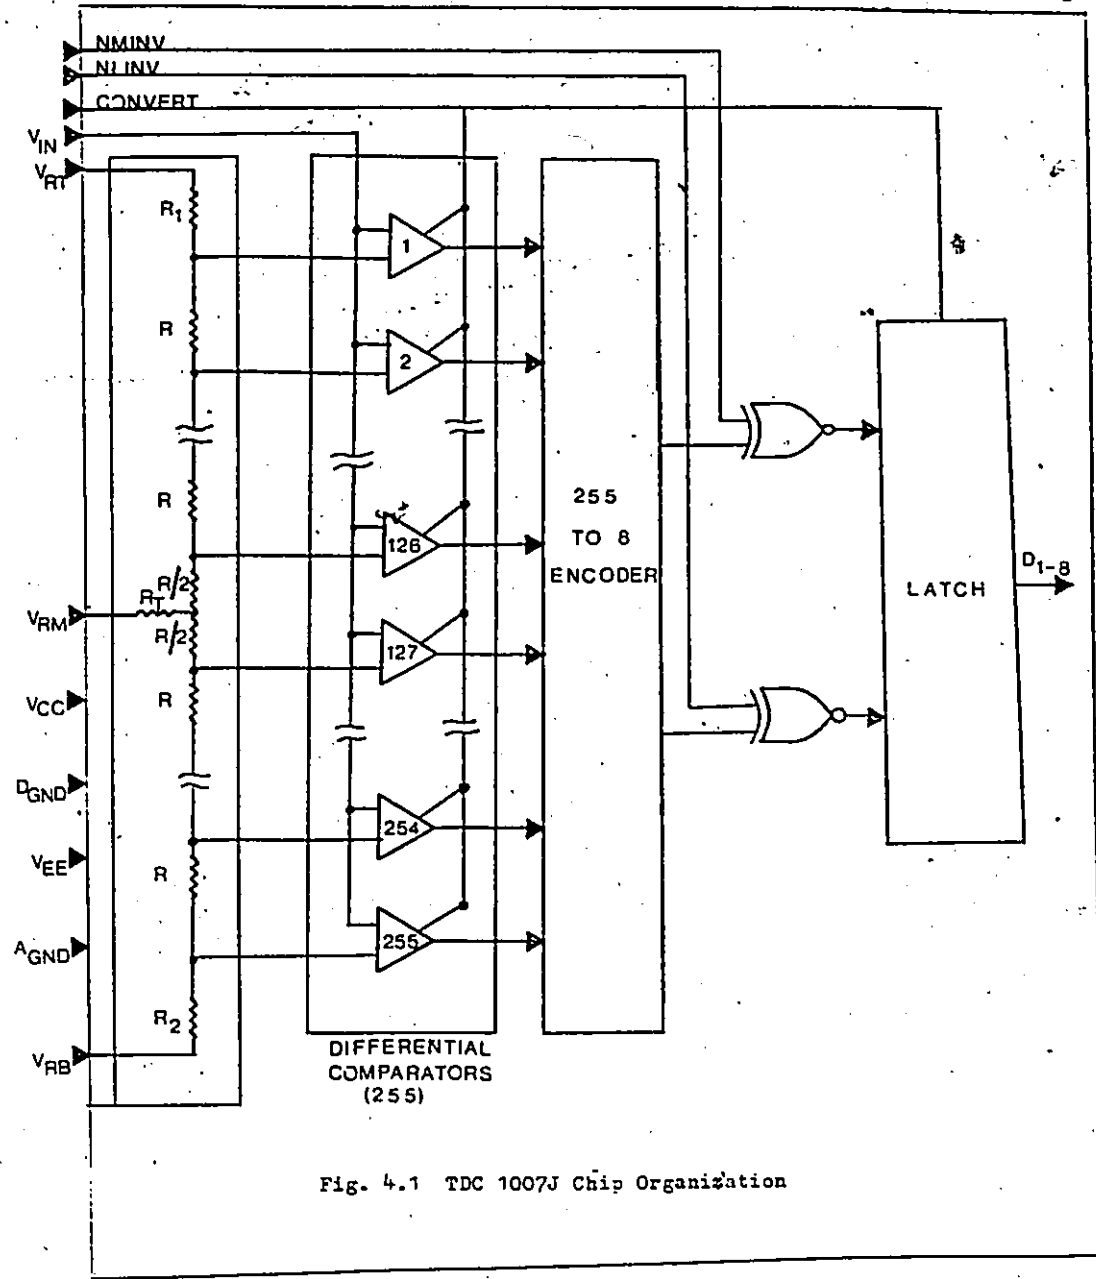 NMINV
NLINV
CONVERT
VIN
VRT
R1
1
R
2
R
126
255
TO 8
ENCODER
R/2
RT
VRM
R/2
127
D1-8
LATCH
VCC
R
DGND
254
VEE
R
255
AGND
R2
VRB
DIFFERENTIAL
COMPARATORS
(255)
Fig. 4.1 TDC 1007J Chip Organization